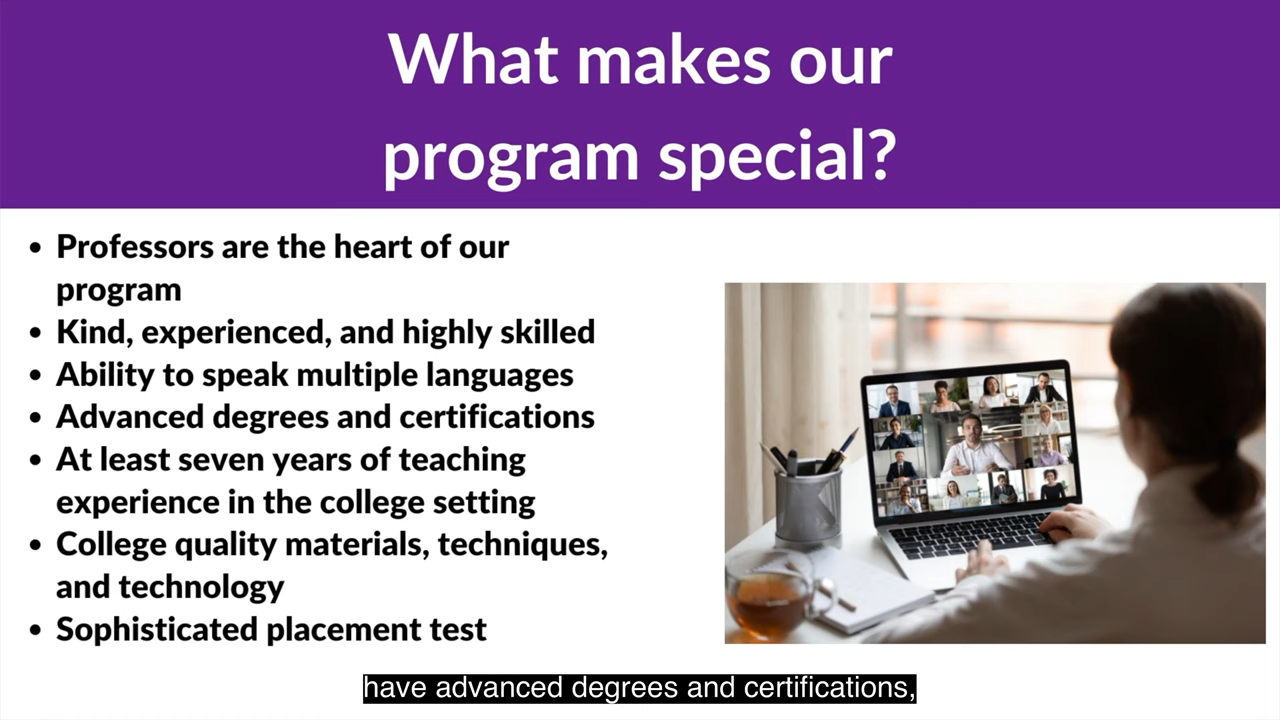 What makes our
program special?
• Professors are the heart of our
program
• Kind, experienced, and highly skilled
• Ability to speak multiple languages
• Advanced degrees and certifications
• At least seven years of teaching
experience in the college setting
• College quality materials, techniques,
and technology
• Sophisticated placement test
have advanced degrees and certifications,